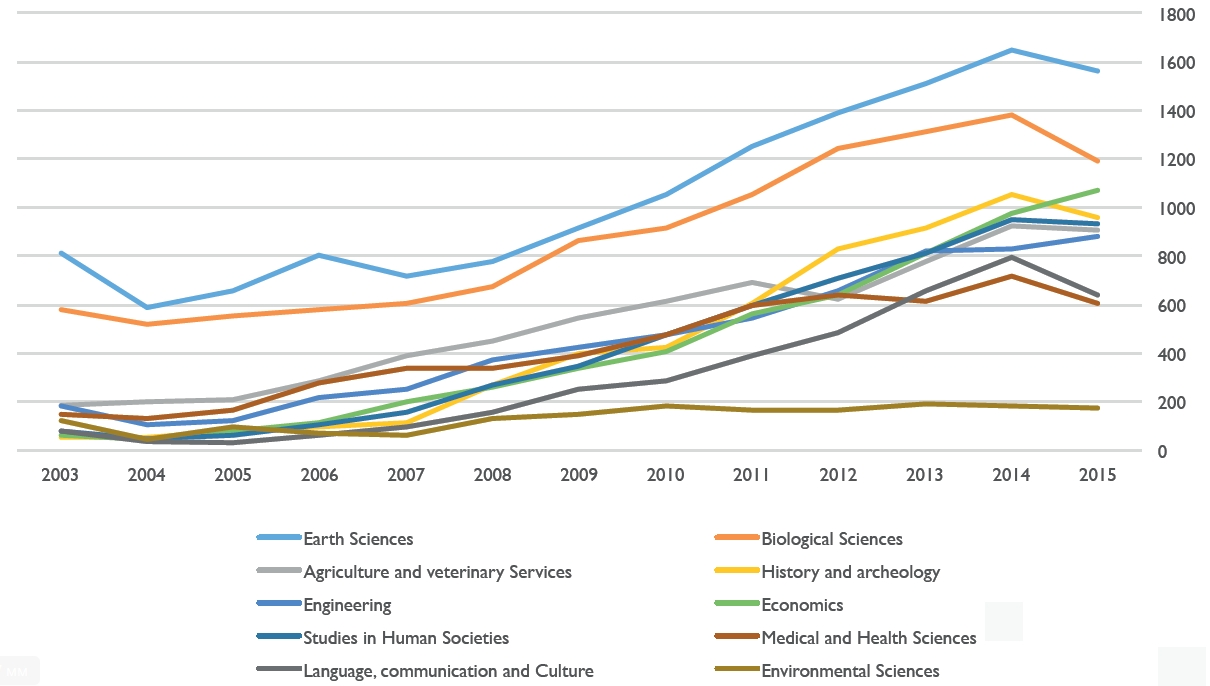 1800
1600
1400
1200
1000
800
600
400
200
0
2003 2004 2005 2006 2007 2008 2009 2010 2011 2012 2013 2014 2015
Earth Sciences Biological Sciences
Agriculture and veterinary Services History and archeology
Engineering Economics
Studies in Human Societies Medical and Health Sciences
Language, communication and Culture Environmental Sciences